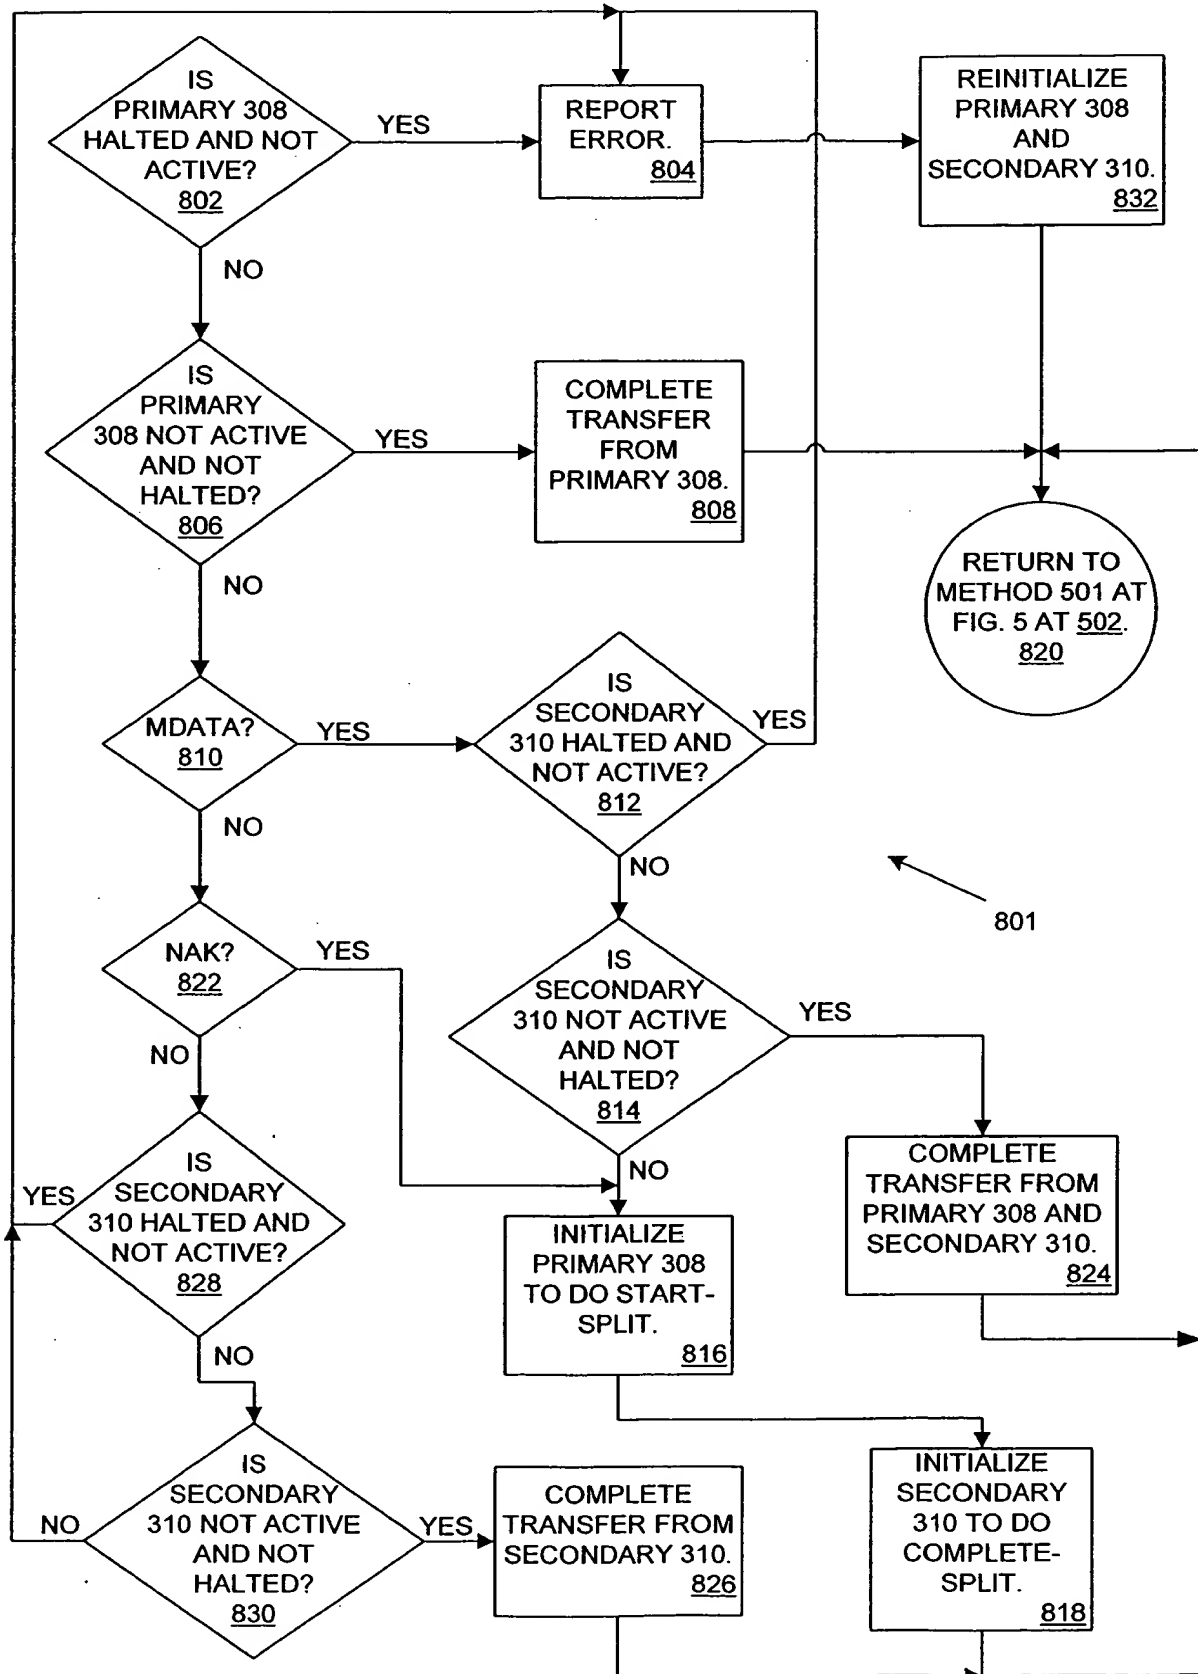 IS
PRIMARY 308
HALTED AND NOT
ACTIVE?
802
YES
REPORT
ERROR.
804
REINITIALIZE
PRIMARY 308
AND
SECONDARY 310.
832
NO
IS
PRIMARY
308 NOT ACTIVE
AND NOT
HALTED?
806
YES
COMPLETE
TRANSFER
FROM
PRIMARY 308.
808
RETURN TO
METHOD 501 AT
FIG. 5 AT 502.
820
NO
MDATA?
810
YES
IS
SECONDARY
310 HALTED AND
NOT ACTIVE?
812
YES
NO
NO
801
NAK?
822
YES
IS
SECONDARY
310 NOT ACTIVE
AND NOT
HALTED?
814
YES
NO
NO
COMPLETE
TRANSFER FROM
PRIMARY 308 AND
SECONDARY 310.
824
IS
SECONDARY
310 HALTED AND
NOT ACTIVE?
828
YES
NO
INITIALIZE
PRIMARY 308
TO DO START-
SPLIT.
816
IS
SECONDARY
310 NOT ACTIVE
AND NOT
HALTED?
830
NO
YES
COMPLETE
TRANSFER FROM
SECONDARY 310.
826
INITIALIZE
SECONDARY
310 TO DO
COMPLETE-
SPLIT.
818